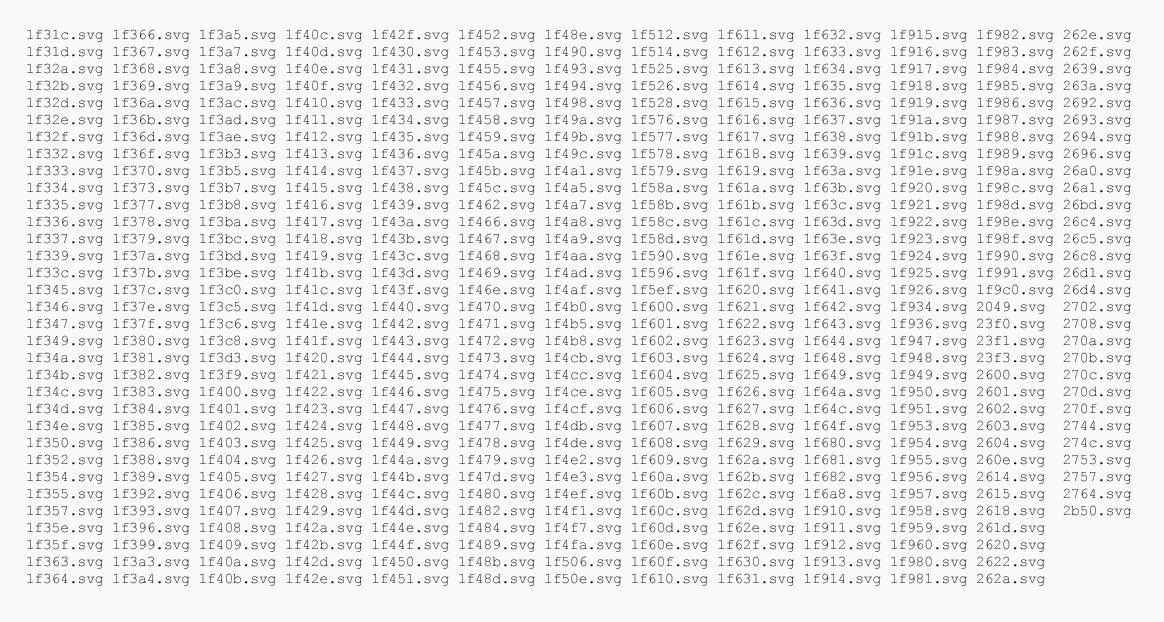 1f31c.svg 1f366.svg 1f3a5.svg 1f40c.svg 1f42f.svg 1f452.svg 1f48e.svg 1f512.svg 1f611.svg 1f632.svg 1f915.svg 1f982.svg 262e.svg
1f31d.svg 1f367.svg 1f3a7.svg 1f40d.svg 1f430.svg 1f453.svg 1f490.svg 1f514.svg 1f612.svg 1f633.svg 1f916.svg 1f983.svg 262f.svg
1f32a.svg 1f368.svg 1f3a8.svg 1f40e.svg 1f431.svg 1f455.svg 1f493.svg 1f525.svg 1f613.svg 1f634.svg 1f917.svg 1f984.svg 2639.svg
1f32b.svg 1f369.svg 1f3a9.svg 1f40f.svg 1f432.svg 1f456.svg 1f494.svg 1f526.svg 1f614.svg 1f635.svg 1f918.svg 1f985.svg 263a.svg
1f32d.svg 1f36a.svg 1f3ac.svg 1f410.svg 1f433.svg 1f457.svg 1f498.svg 1f528.svg 1f615.svg 1f636.svg 1f919.svg 1f986.svg 2692.svg
1f32e.svg 1f36b.svg 1f3ad.svg 1f411.svg 1f434.svg 1f458.svg 1f49a.svg 1f576.svg 1f616.svg 1f637.svg 1f91a.svg 1f987.svg 2693.svg
1f32f.svg 1f36d.svg 1f3ae.svg 1f412.svg 1f435.svg 1f459.svg 1f49b.svg 1f577.svg 1f617.svg 1f638.svg 1f91b.svg 1f988.svg 2694.svg
1f332.svg 1f36f.svg 1f3b3.svg 1f413.svg 1f436.svg 1f45a.svg 1f49c.svg 1f578.svg 1f618.svg 1f639.svg 1f91c.svg 1f989.svg 2696.svg
1f333.svg 1f370.svg 1f3b5.svg 1f414.svg 1f437.svg 1f45b.svg 1f4a1.svg 1f579.svg 1f619.svg 1f63a.svg 1f91e.svg 1f98a.svg 26a0.svg
1f334.svg 1f373.svg 1f3b7.svg 1f415.svg 1f438.svg 1f45c.svg 1f4a5.svg 1f58a.svg 1f61a.svg 1f63b.svg 1f920.svg 1f98c.svg 26a1.svg
1f335.svg 1f377.svg 1f3b8.svg 1f416.svg 1f439.svg 1f462.svg 1f4a7.svg 1f58b.svg 1f61b.svg 1f63c.svg 1f921.svg 1f98d.svg 26bd.svg
1f336.svg 1f378.svg 1f3ba.svg 1f417.svg 1f43a.svg 1f466.svg 1f4a8.svg 1f58c.svg 1f61c.svg 1f63d.svg 1f922.svg 1f98e.svg 26c4.svg
1f337.svg 1f379.svg 1f3bc.svg 1f418.svg 1f43b.svg 1f467.svg 1f4a9.svg 1f58d.svg 1f61d.svg 1f63e.svg 1f923.svg 1f98f.svg 26c5.svg
1f339.svg 1f37a.svg 1f3bd.svg 1f419.svg 1f43c.svg 1f468.svg 1f4aa.svg 1f590.svg 1f61e.svg 1f63f.svg 1f924.svg 1f990.svg 26c8.svg
1f33c.svg 1f37b.svg 1f3be.svg 1f41b.svg 1f43d.svg 1f469.svg 1f4ad.svg 1f596.svg 1f61f.svg 1f640.svg 1f925.svg 1f991.svg 26d1.svg
1f345.svg 1f37c.svg 1f3c0.svg 1f41c.svg 1f43f.svg 1f46e.svg 1f4af.svg 1f5ef.svg 1f620.svg 1f641.svg 1f926.svg 1f9c0.svg 26d4.svg
1f346.svg 1f37e.svg 1f3c5.svg 1f41d.svg 1f440.svg 1f470.svg 1f4b0.svg 1f600.svg 1f621.svg 1f642.svg 1f934.svg 2049.svg 2702.svg
1f347.svg 1f37f.svg 1f3c6.svg 1f41e.svg 1f442.svg 1f471.svg 1f4b5.svg 1f601.svg 1f622.svg 1f643.svg 1f936.svg 23f0.svg 2708.svg
1f349.svg 1f380.svg 1f3c8.svg 1f41f.svg 1f443.svg 1f472.svg 1f4b8.svg 1f602.svg 1f623.svg 1f644.svg 1f947.svg 23f1.svg 270a.svg
1f34a.svg 1f381.svg 1f3d3.svg 1f420.svg 1f444.svg 1f473.svg 1f4cb.svg 1f603.svg 1f624.svg 1f648.svg 1f948.svg 23f3.svg 270b.svg
1f34b.svg 1f382.svg 1f3f9.svg 1f421.svg 1f445.svg 1f474.svg 1f4cc.svg 1f604.svg 1f625.svg 1f649.svg 1f949.svg 2600.svg 270c.svg
1f34c.svg 1f383.svg 1f400.svg 1f422.svg 1f446.svg 1f475.svg 1f4ce.svg 1f605.svg 1f626.svg 1f64a.svg 1f950.svg 2601.svg 270d.svg
1f34d.svg 1f384.svg 1f401.svg 1f423.svg 1f447.svg 1f476.svg 1f4cf.svg 1f606.svg 1f627.svg 1f64c.svg 1f951.svg 2602.svg 270f.svg
1f34e.svg 1f385.svg 1f402.svg 1f424.svg 1f448.svg 1f477.svg 1f4db.svg 1f607.svg 1f628.svg 1f64f.svg 1f953.svg 2603.svg 2744.svg
1f350.svg 1f386.svg 1f403.svg 1f425.svg 1f449.svg 1f478.svg 1f4de.svg 1f608.svg 1f629.svg 1f680.svg 1f954.svg 2604.svg 274c.svg
1f352.svg 1f388.svg 1f404.svg 1f426.svg 1f44a.svg 1f479.svg 1f4e2.svg 1f609.svg 1f62a.svg 1f681.svg 1f955.svg 260e.svg 2753.svg
1f354.svg 1f389.svg 1f405.svg 1f427.svg 1f44b.svg 1f47d.svg 1f4e3.svg 1f60a.svg 1f62b.svg 1f682.svg 1f956.svg 2614.svg 2757.svg
1f355.svg 1f392.svg 1f406.svg 1f428.svg 1f44c.svg 1f480.svg 1f4ef.svg 1f60b.svg 1f62c.svg 1f6a8.svg 1f957.svg 2615.svg 2764.svg
1f357.svg 1f393.svg 1f407.svg 1f429.svg 1f44d.svg 1f482.svg 1f4f1.svg 1f60c.svg 1f62d.svg 1f910.svg 1f958.svg 2618.svg 2b50.svg
1f35e.svg 1f396.svg 1f408.svg 1f42a.svg 1f44e.svg 1f484.svg 1f4f7.svg 1f60d.svg 1f62e.svg 1f911.svg 1f959.svg 261d.svg
1f35f.svg 1f399.svg 1f409.svg 1f42b.svg 1f44f.svg 1f489.svg 1f4fa.svg 1f60e.svg 1f62f.svg 1f912.svg 1f960.svg 2620.svg
1f363.svg 1f3a3.svg 1f40a.svg 1f42d.svg 1f450.svg 1f48b.svg 1f506.svg 1f60f.svg 1f630.svg 1f913.svg 1f980.svg 2622.svg
1f364.svg 1f3a4.svg 1f40b.svg 1f42e.svg 1f451.svg 1f48d.svg 1f50e.svg 1f610.svg 1f631.svg 1f914.svg 1f981.svg 262a.svg